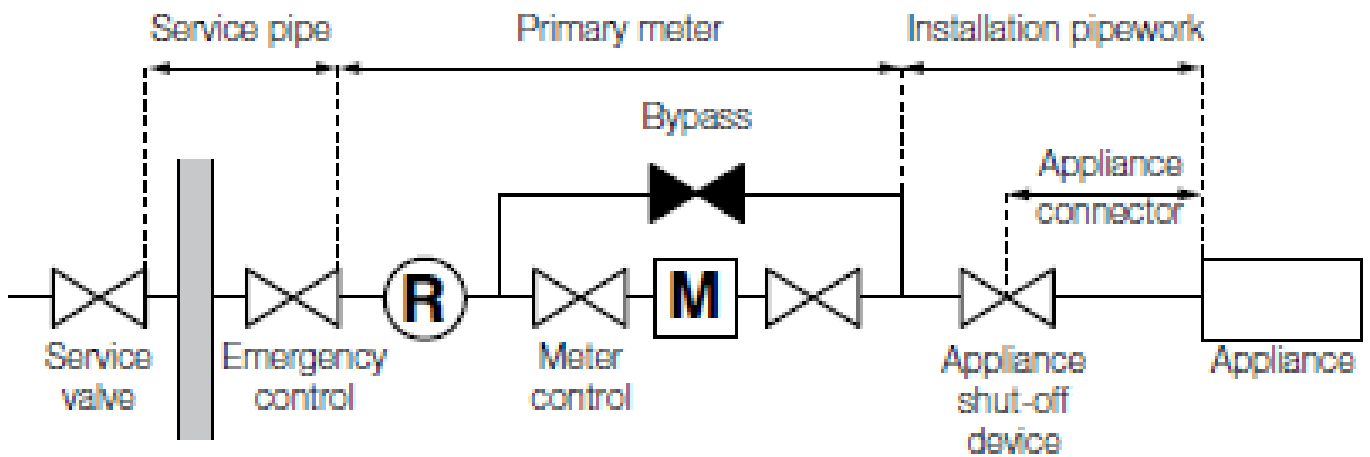 Service pipe
Primary meter
Installation pipework
Bypass
Appliance
connector
R
M
Service
valve
Emergency
control
Meter
control
Appliance
shut-off
device
Appliance